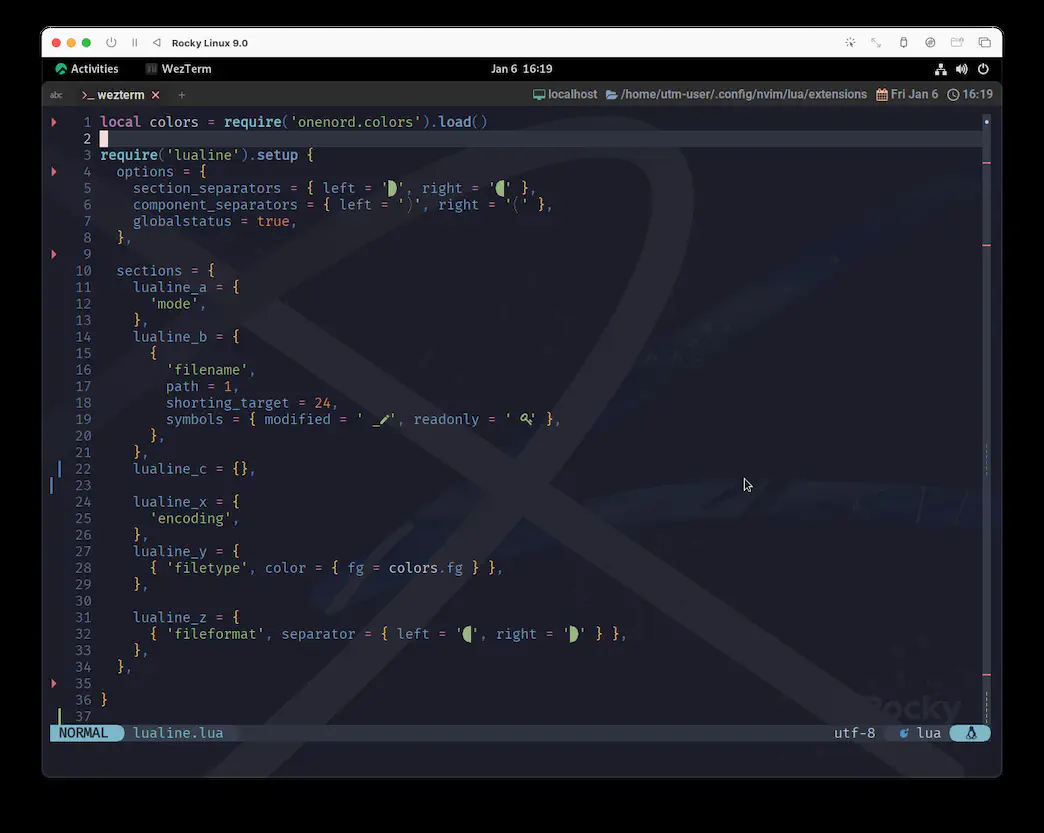 Rocky Linux 9.0
Activities WezTerm Jan 6 16:19
abc >_ wezterm × + localhost /home/utm-user/.config/nvim/lua/extensions Fri Jan 6 16:19
1 local colors = require('onenord.colors').load()
2
3 require('lualine').setup {
4 options = {
5 section_separators = { left = '', right = '' },
6 component_separators = { left = '', right = '' },
7 globalstatus = true,
8 },
9
10 sections = {
11 lualine_a = {
12 'mode',
13 },
14 lualine_b = {
15 {
16 'filename',
17 path = 1,
18 shorting_target = 24,
19 symbols = { modified = ' _', readonly = ' ' },
20 },
21 },
22 lualine_c = {},
23
24 lualine_x = {
25 'encoding',
26 },
27 lualine_y = {
28 { 'filetype', color = { fg = colors.fg } },
29 },
30
31 lualine_z = {
32 { 'fileformat', separator = { left = '', right = '' } },
33 },
34 },
35
36 }
37
Rocky
NORMAL lualine.lua utf-8 lua